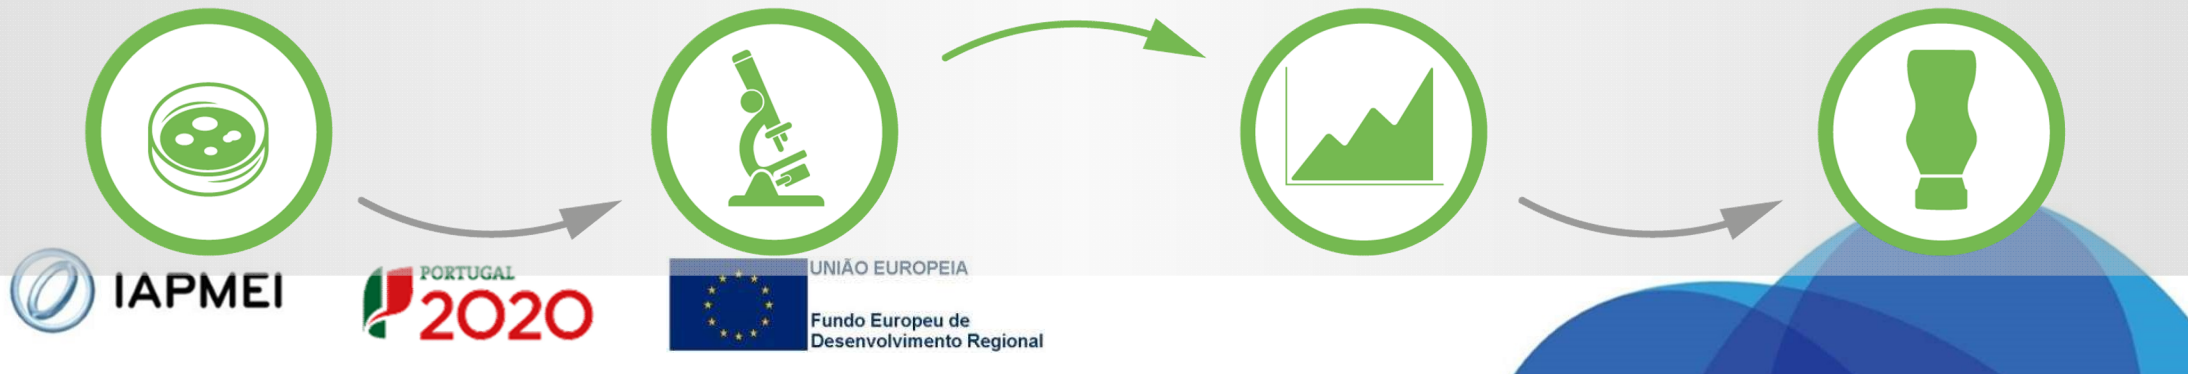 IAPMEI
PORTUGAL
2020
UNIÃO EUROPEIA
Fundo Europeu de
Desenvolvimento Regional